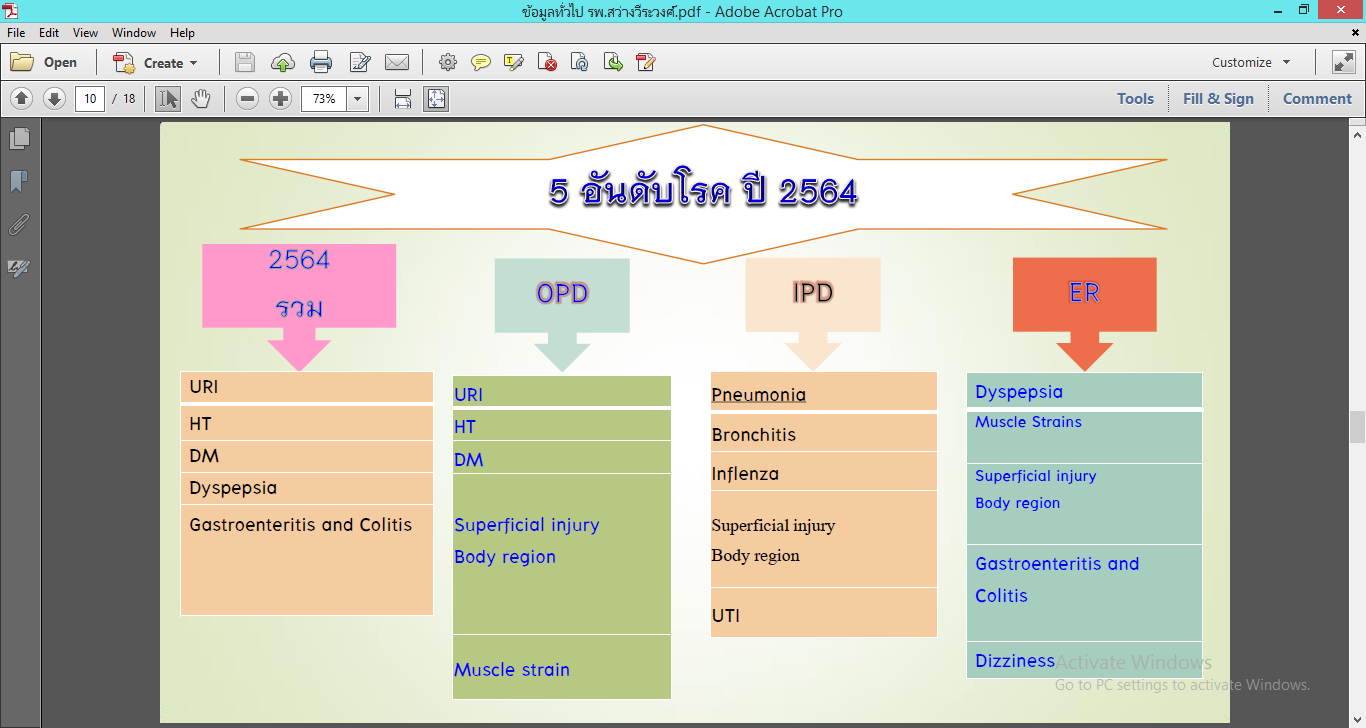 ข้อมูลทั่วไป รพ.สว่างวีระวงศ์.pdf - Adobe Acrobat Pro
File Edit View Window Help
Open Create Customize
10 / 18 73% Tools Fill & Sign Comment
5 อันดับโรค ปี 2564
2564
รวม
URI
HT
DM
Dyspepsia
Gastroenteritis and Colitis
OPD
URI
HT
DM
Superficial injury
Body region
Muscle strain
IPD
Pneumonia
Bronchitis
Inflenza
Superficial injury
Body region
UTI
ER
Dyspepsia
Muscle Strains
Superficial injury
Body region
Gastroenteritis and
Colitis
Dizziness
Activate Windows
Go to PC settings to activate Windows.